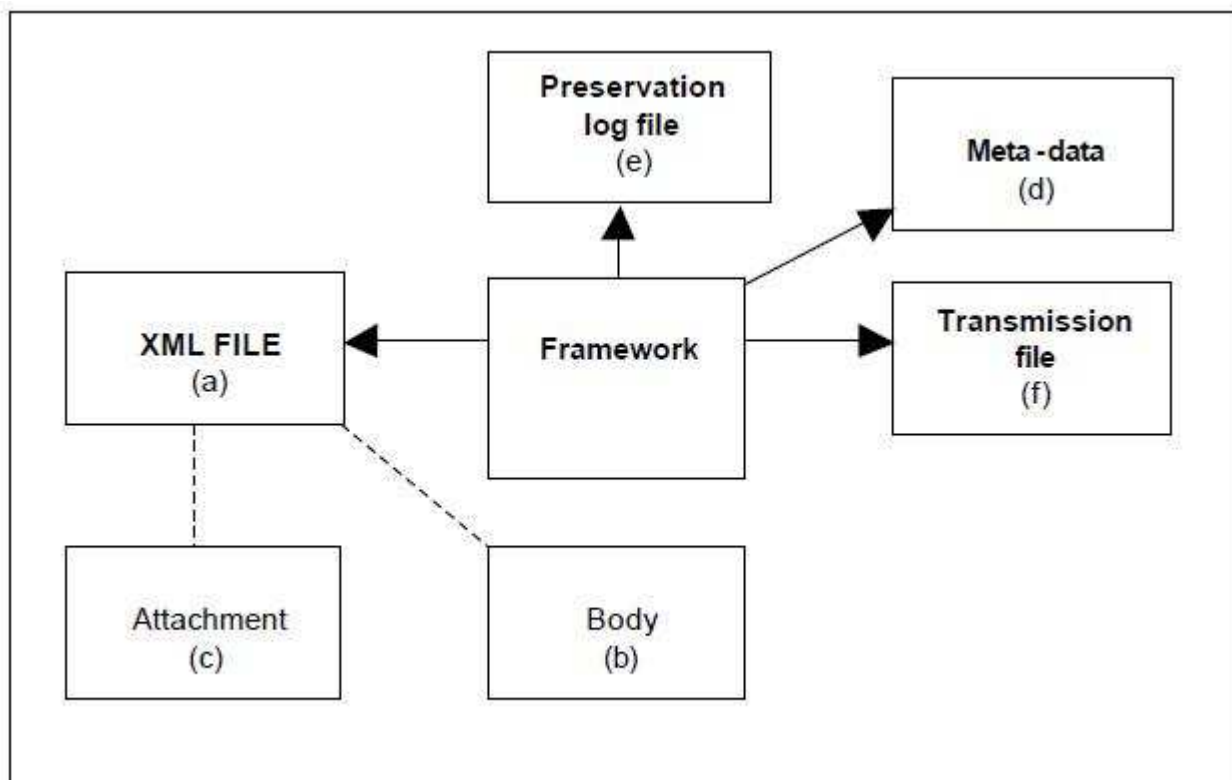 Preservation
log file
(e)
Meta-data
(d)
XML FILE
(a)
Framework
Transmission
file
(f)
Attachment
(c)
Body
(b)